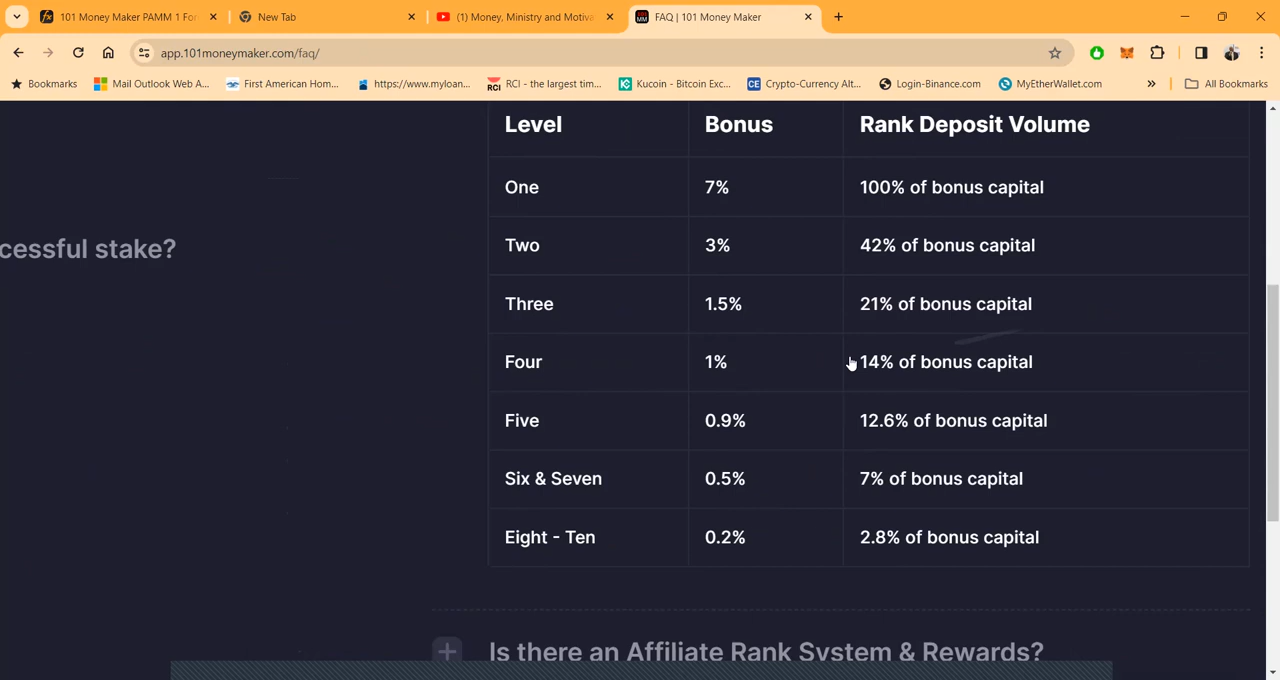 101 Money Maker PAMM 1 For
New Tab
(1) Money, Ministry and Motiva
FAQ | 101 Money Maker
app.101moneymaker.com/faq/
Bookmarks
Mail Outlook Web A...
First American Hom...
https://www.myloan...
RCI
RCI - the largest tim...
Kucoin - Bitcoin Exc...
CE
Crypto-Currency Alt...
Login-Binance.com
MyEtherWallet.com
»
All Bookmarks
Level Bonus Rank Deposit Volume
One 7% 100% of bonus capital
cessful stake?
Two 3% 42% of bonus capital
Three 1.5% 21% of bonus capital
Four 1% 14% of bonus capital
Five 0.9% 12.6% of bonus capital
Six & Seven 0.5% 7% of bonus capital
Eight - Ten 0.2% 2.8% of bonus capital
Is there an Affiliate Rank System & Rewards?